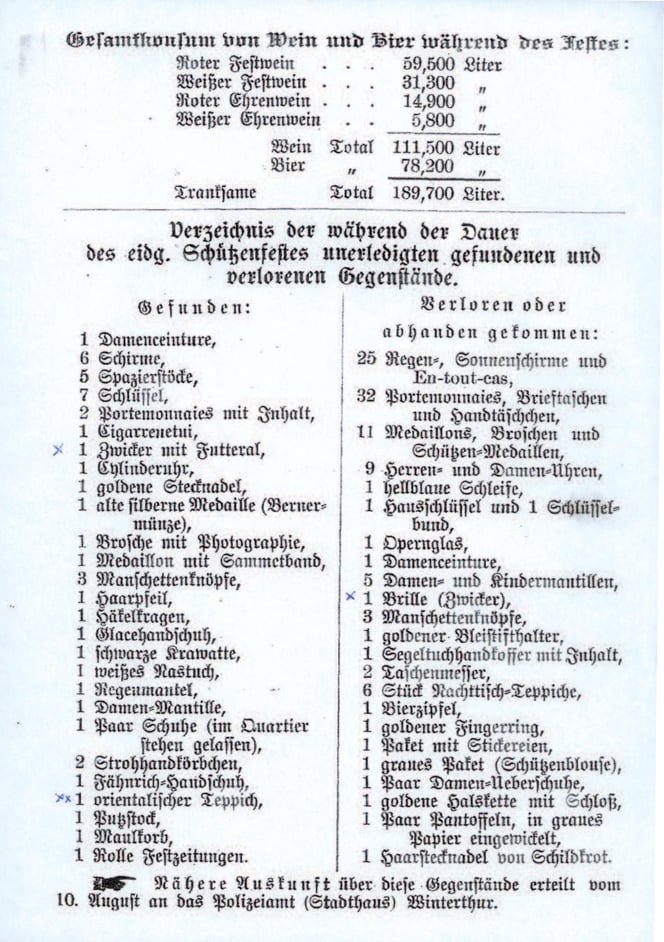 Gesamtkonsum von Wein und Bier während des Festes:
Roter Festwein . . . 59,500 Liter
Weißer Festwein . . . 31,300 „
Roter Ehrenwein . . . 14,900 „
Weißer Ehrenwein . . 5,800 „
Wein Total 111,500 Liter
Bier „ 78,200 „
Tranksame Total 189,700 Liter.
Verzeichnis der während der Dauer
des eidg. Schützenfestes unerledigten gefundenen und
verlorenen Gegenstände.
Gefunden:
1 Damenceinture,
6 Schirme,
5 Spazierstöcke,
7 Schlüssel,
2 Portemonnaies mit Inhalt,
1 Cigarrenetui,
x 1 Zwicker mit Futteral,
1 Cylinderuhr,
1 goldene Stecknadel,
1 alte silberne Medaille (Berner-
münze),
1 Brosche mit Photographie,
1 Medaillon mit Sammetband,
3 Manschettenknöpfe,
1 Haarpfeil,
1 Häkelkragen,
1 Glacehandschuh,
1 schwarze Krawatte,
1 weißes Nastuch,
1 Regenmantel,
1 Damen-Mantille,
1 Paar Schuhe (im Quartier
stehen gelassen),
2 Strohhandkörbchen,
1 Fähnrich-Handschuh,
xx 1 orientalischer Teppich,
1 Putzstock,
1 Maulkorb,
1 Rolle Festzeitungen.
Verloren oder
abhanden gekommen:
25 Regen-, Sonnenschirme und
En-tout-cas,
32 Portemonnaies, Brieftaschen
und Handtäschchen,
11 Medaillons, Broschen und
Schützen-Medaillen,
9 Herren- und Damen-Uhren,
1 hellblaue Schleife,
1 Hausschlüssel und 1 Schlüssel-
bund,
1 Opernglas,
1 Damenceinture,
5 Damen- und Kindermantillen,
x 1 Brille (Zwicker),
3 Manschettenknöpfe,
1 goldener Bleistifthalter,
1 Segeltuchhandkoffer mit Inhalt,
2 Taschenmesser,
6 Stück Nachttisch-Teppiche,
1 Bierzipfel,
1 goldener Fingerring,
1 Paket mit Stickereien,
1 graues Paket (Schützenblouse),
1 Paar Damen-Ueberschuhe,
1 goldene Halskette mit Schloß,
1 Paar Pantoffeln, in graues
Papier eingewickelt,
1 Haarstecknadel von Schildkrot.
Nähere Auskunft über diese Gegenstände erteilt vom
10. August an das Polizeiamt (Stadthaus) Winterthur.